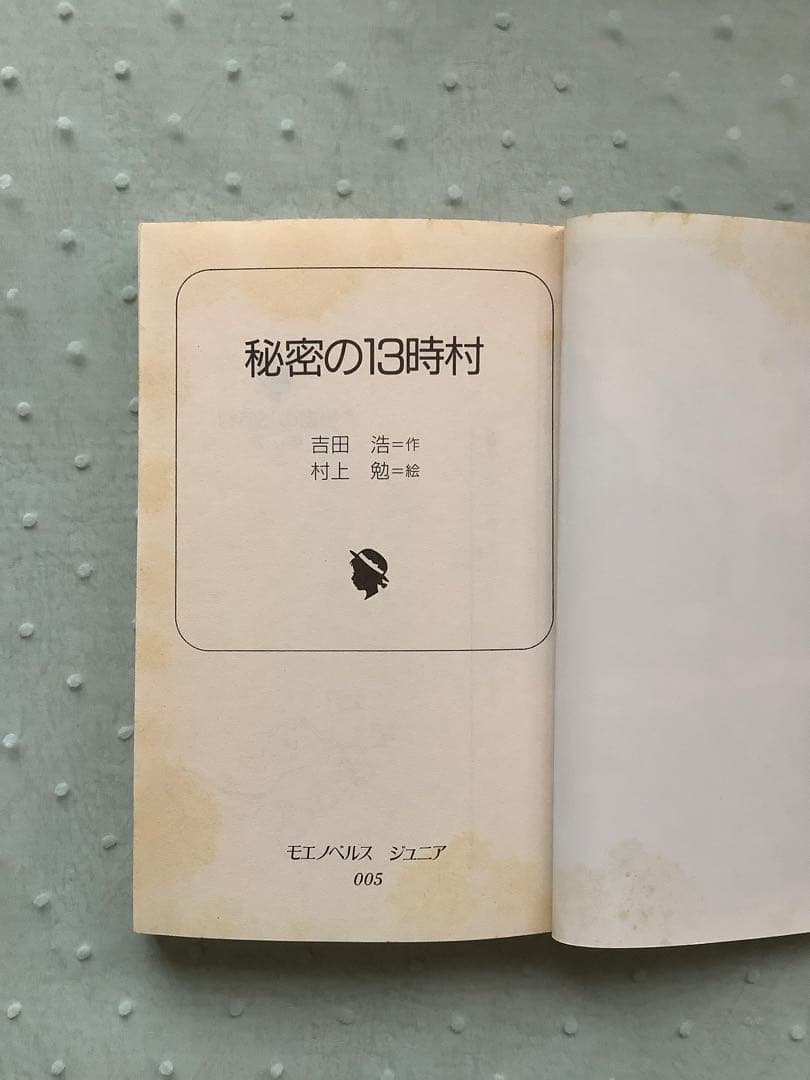 秘密の13時村
吉田 浩=作
村上 勉=絵
モエノベルス ジュニア
005